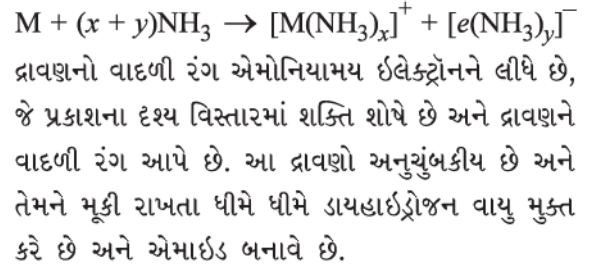 M + (x + y)NH₃ → [M(NH₃)ₓ]⁺ + [e(NH₃)ᵧ]⁻
દ્રાવણનો વાદળી રંગ એમોનિયામય ઇલેક્ટ્રૉનને લીધે છે,
જે પ્રકાશના દૃશ્ય વિસ્તારમાં શક્તિ શોષે છે અને દ્રાવણને
વાદળી રંગ આપે છે. આ દ્રાવણો અનુચુંબકીય છે અને
તેમને મૂકી રાખતા ધીમે ધીમે ડાયહાઇડ્રોજન વાયુ મુક્ત
કરે છે અને એમાઇડ બનાવે છે.